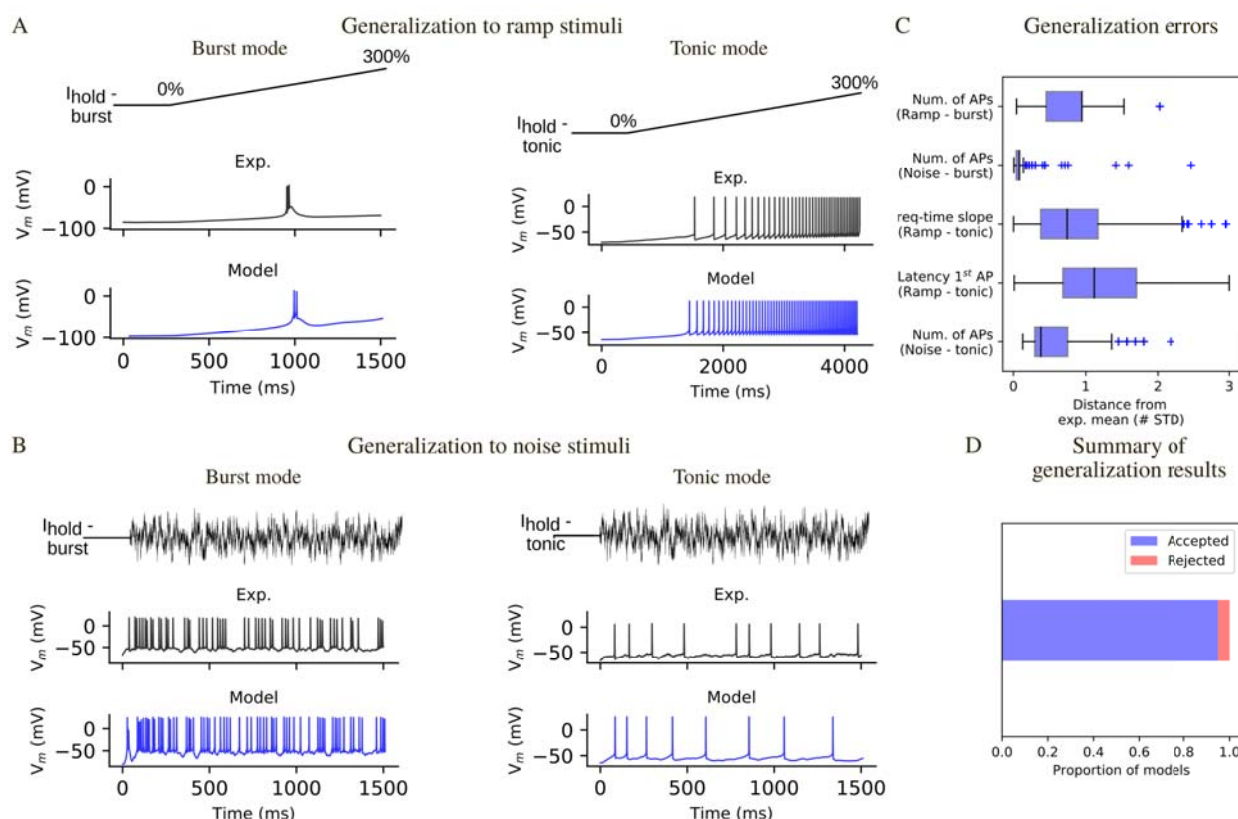 A
Generalization to ramp stimuli
Burst mode
Tonic mode
300%
0%
Ihold -
burst
300%
0%
Ihold -
tonic
Exp.
Vm (mV)
0
−100
Exp.
Vm (mV)
0
−50
Model
Vm (mV)
0
−100
0
500
1000
1500
Time (ms)
Model
Vm (mV)
0
−50
2000
4000
Time (ms)
C
Generalization errors
Num. of APs
(Ramp - burst)
Num. of APs
(Noise - burst)
req-time slope
(Ramp - tonic)
Latency 1st AP
(Ramp - tonic)
Num. of APs
(Noise - tonic)
0
1
2
3
Distance from
exp. mean (# STD)
B
Generalization to noise stimuli
Burst mode
Tonic mode
Ihold -
burst
Ihold -
tonic
Exp.
Vm (mV)
0
−50
Exp.
Vm (mV)
0
−50
Model
Vm (mV)
0
−50
0
500
1000
1500
Time (ms)
Model
Vm (mV)
0
−50
0
500
1000
1500
Time (ms)
D
Summary of
generalization results
Accepted
Rejected
0.0
0.2
0.4
0.6
0.8
1.0
Proportion of models